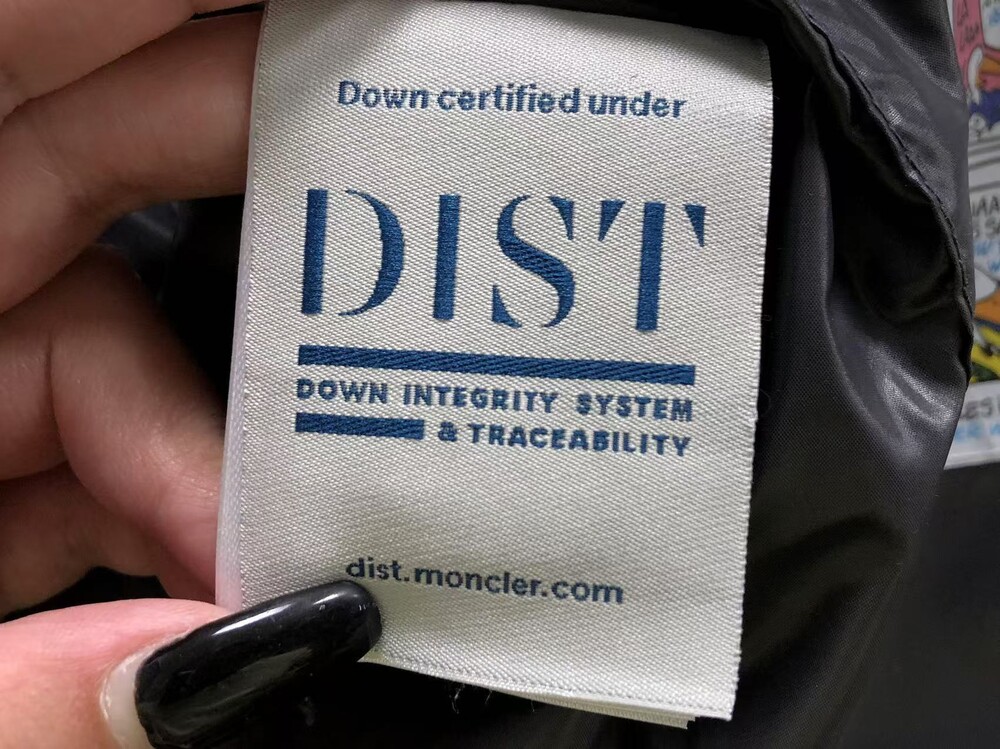 Down certified under
DIST
DOWN INTEGRITY SYSTEM
& TRACEABILITY
dist.moncler.com